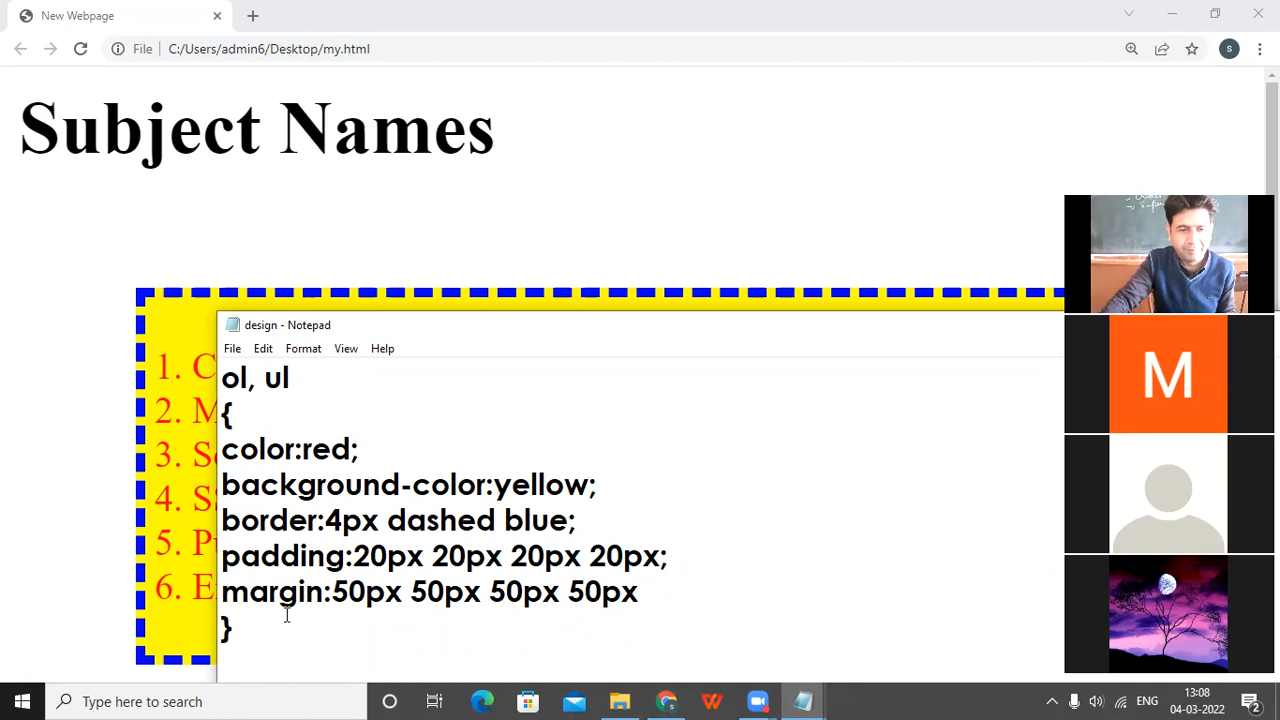 New Webpage
File C:/Users/admin6/Desktop/my.html
S
Subject Names
design - Notepad
File Edit Format View Help
1. C
2. M
3. S
4. S
5. P
6. E
ol, ul
{
color:red;
background-color:yellow;
border:4px dashed blue;
padding:20px 20px 20px 20px;
margin:50px 50px 50px 50px
}
M
Type here to search
ENG
13:08
04-03-2022
2